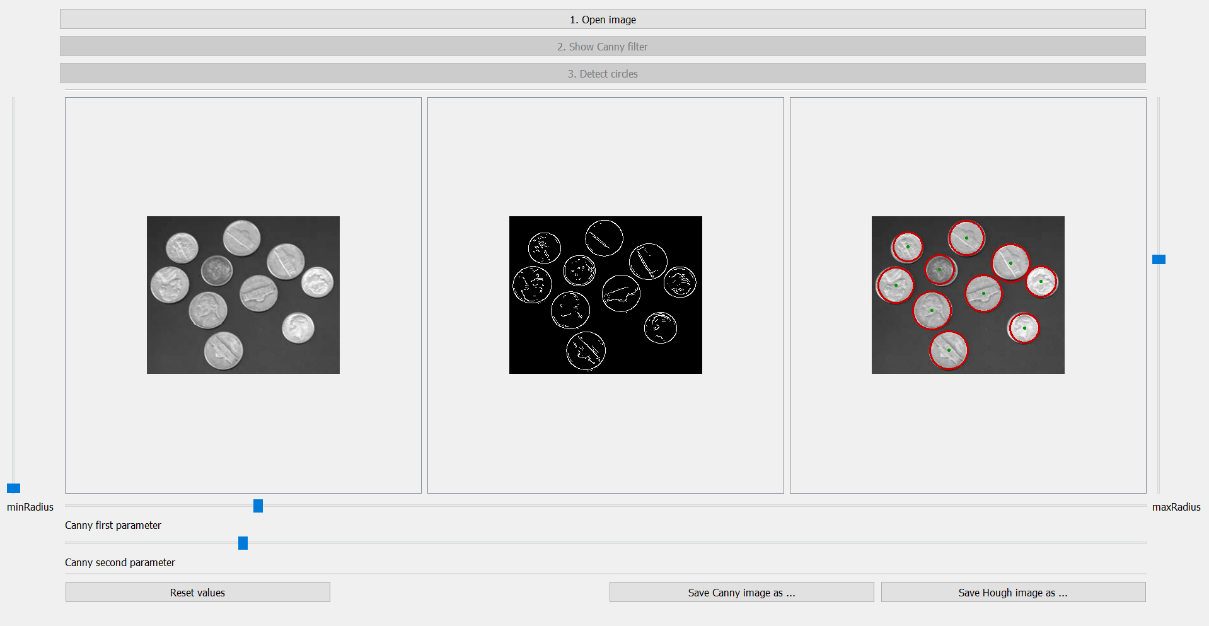 1. Open image
2. Show Canny filter
3. Detect circles
minRadius
maxRadius
Canny first parameter
Canny second parameter
Reset values
Save Canny image as ...
Save Hough image as ...